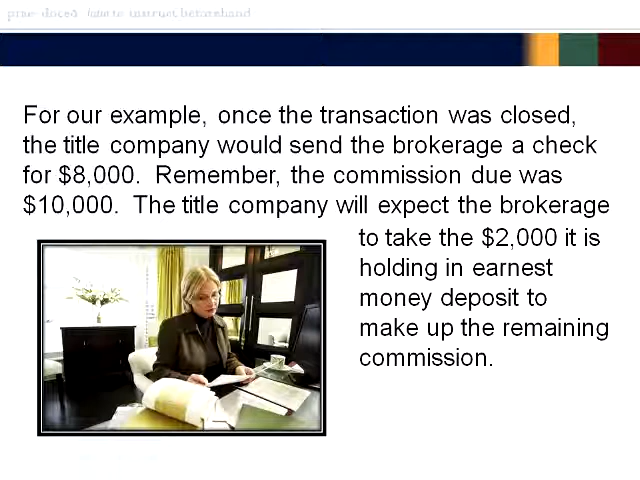 For our example, once the transaction was closed,
the title company would send the brokerage a check
for $8,000.  Remember, the commission due was
$10,000.  The title company will expect the brokerage
to take the $2,000 it is
holding in earnest
money deposit to
make up the remaining
commission.